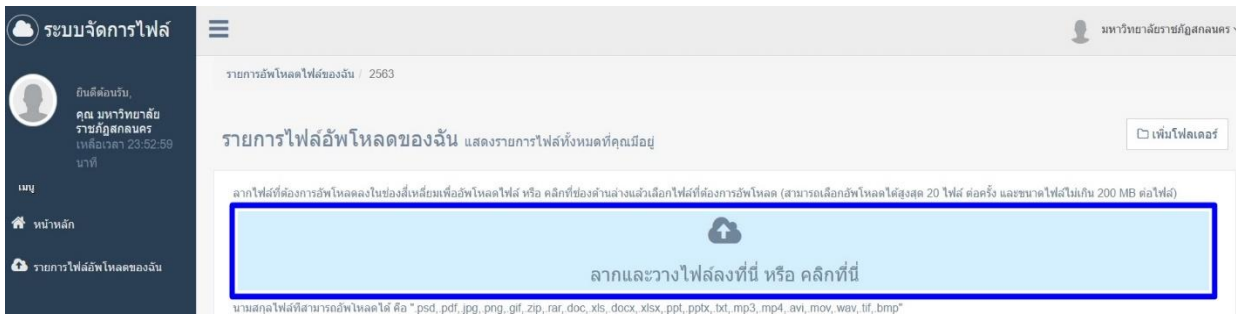 ระบบจัดการไฟล์
มหาวิทยาลัยราชภัฏสกลนคร
ยินดีต้อนรับ,
คุณ มหาวิทยาลัย
ราชภัฏสกลนคร
เหลือเวลา 23:52:59
นาที
เมนู
หน้าหลัก
รายการไฟล์อัพโหลดของฉัน
รายการอัพโหลดไฟล์ของฉัน / 2563
รายการไฟล์อัพโหลดของฉัน แสดงรายการไฟล์ทั้งหมดที่คุณมีอยู่
เพิ่มโฟลเดอร์
ลากไฟล์ที่ต้องการอัพโหลดลงในช่องสี่เหลี่ยมเพื่ออัพโหลดไฟล์ หรือ คลิกที่ช่องด้านล่างแล้วเลือกไฟล์ที่ต้องการอัพโหลด (สามารถเลือกอัพโหลดได้สูงสุด 20 ไฟล์ ต่อครั้ง และขนาดไฟล์ไม่เกิน 200 MB ต่อไฟล์)
ลากและวางไฟล์ลงที่นี่ หรือ คลิกที่นี่
นามสกุลไฟล์ที่สามารถอัพโหลดได้ คือ ".psd,.pdf,.jpg,.png,.gif,.zip,.rar,.doc,.xls,.docx,.xlsx,.ppt,.pptx,.txt,.mp3,.mp4,.avi,.mov,.wav,.tif,.bmp"